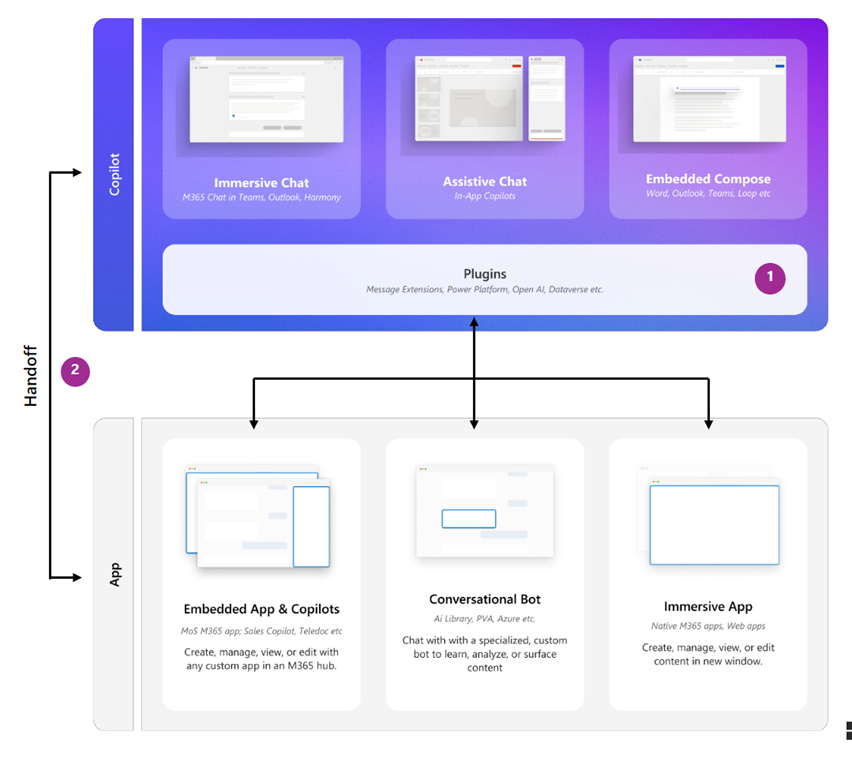 Copilot
Immersive Chat
M365 Chat in Teams, Outlook, Harmony
Assistive Chat
In-App Copilots
Embedded Compose
Word, Outlook, Teams, Loop etc
Plugins
Message Extensions, Power Platform, Open AI, Dataverse etc.
1
Handoff
2
App
Embedded App & Copilots
MoS M365 app; Sales Copilot, Teledoc etc
Create, manage, view, or edit with
any custom app in an M365 hub.
Conversational Bot
Ai Library, PVA, Azure etc.
Chat with with a specialized, custom
bot to learn, analyze, or surface
content
Immersive App
Native M365 apps, Web apps
Create, manage, view, or edit
content in new window.